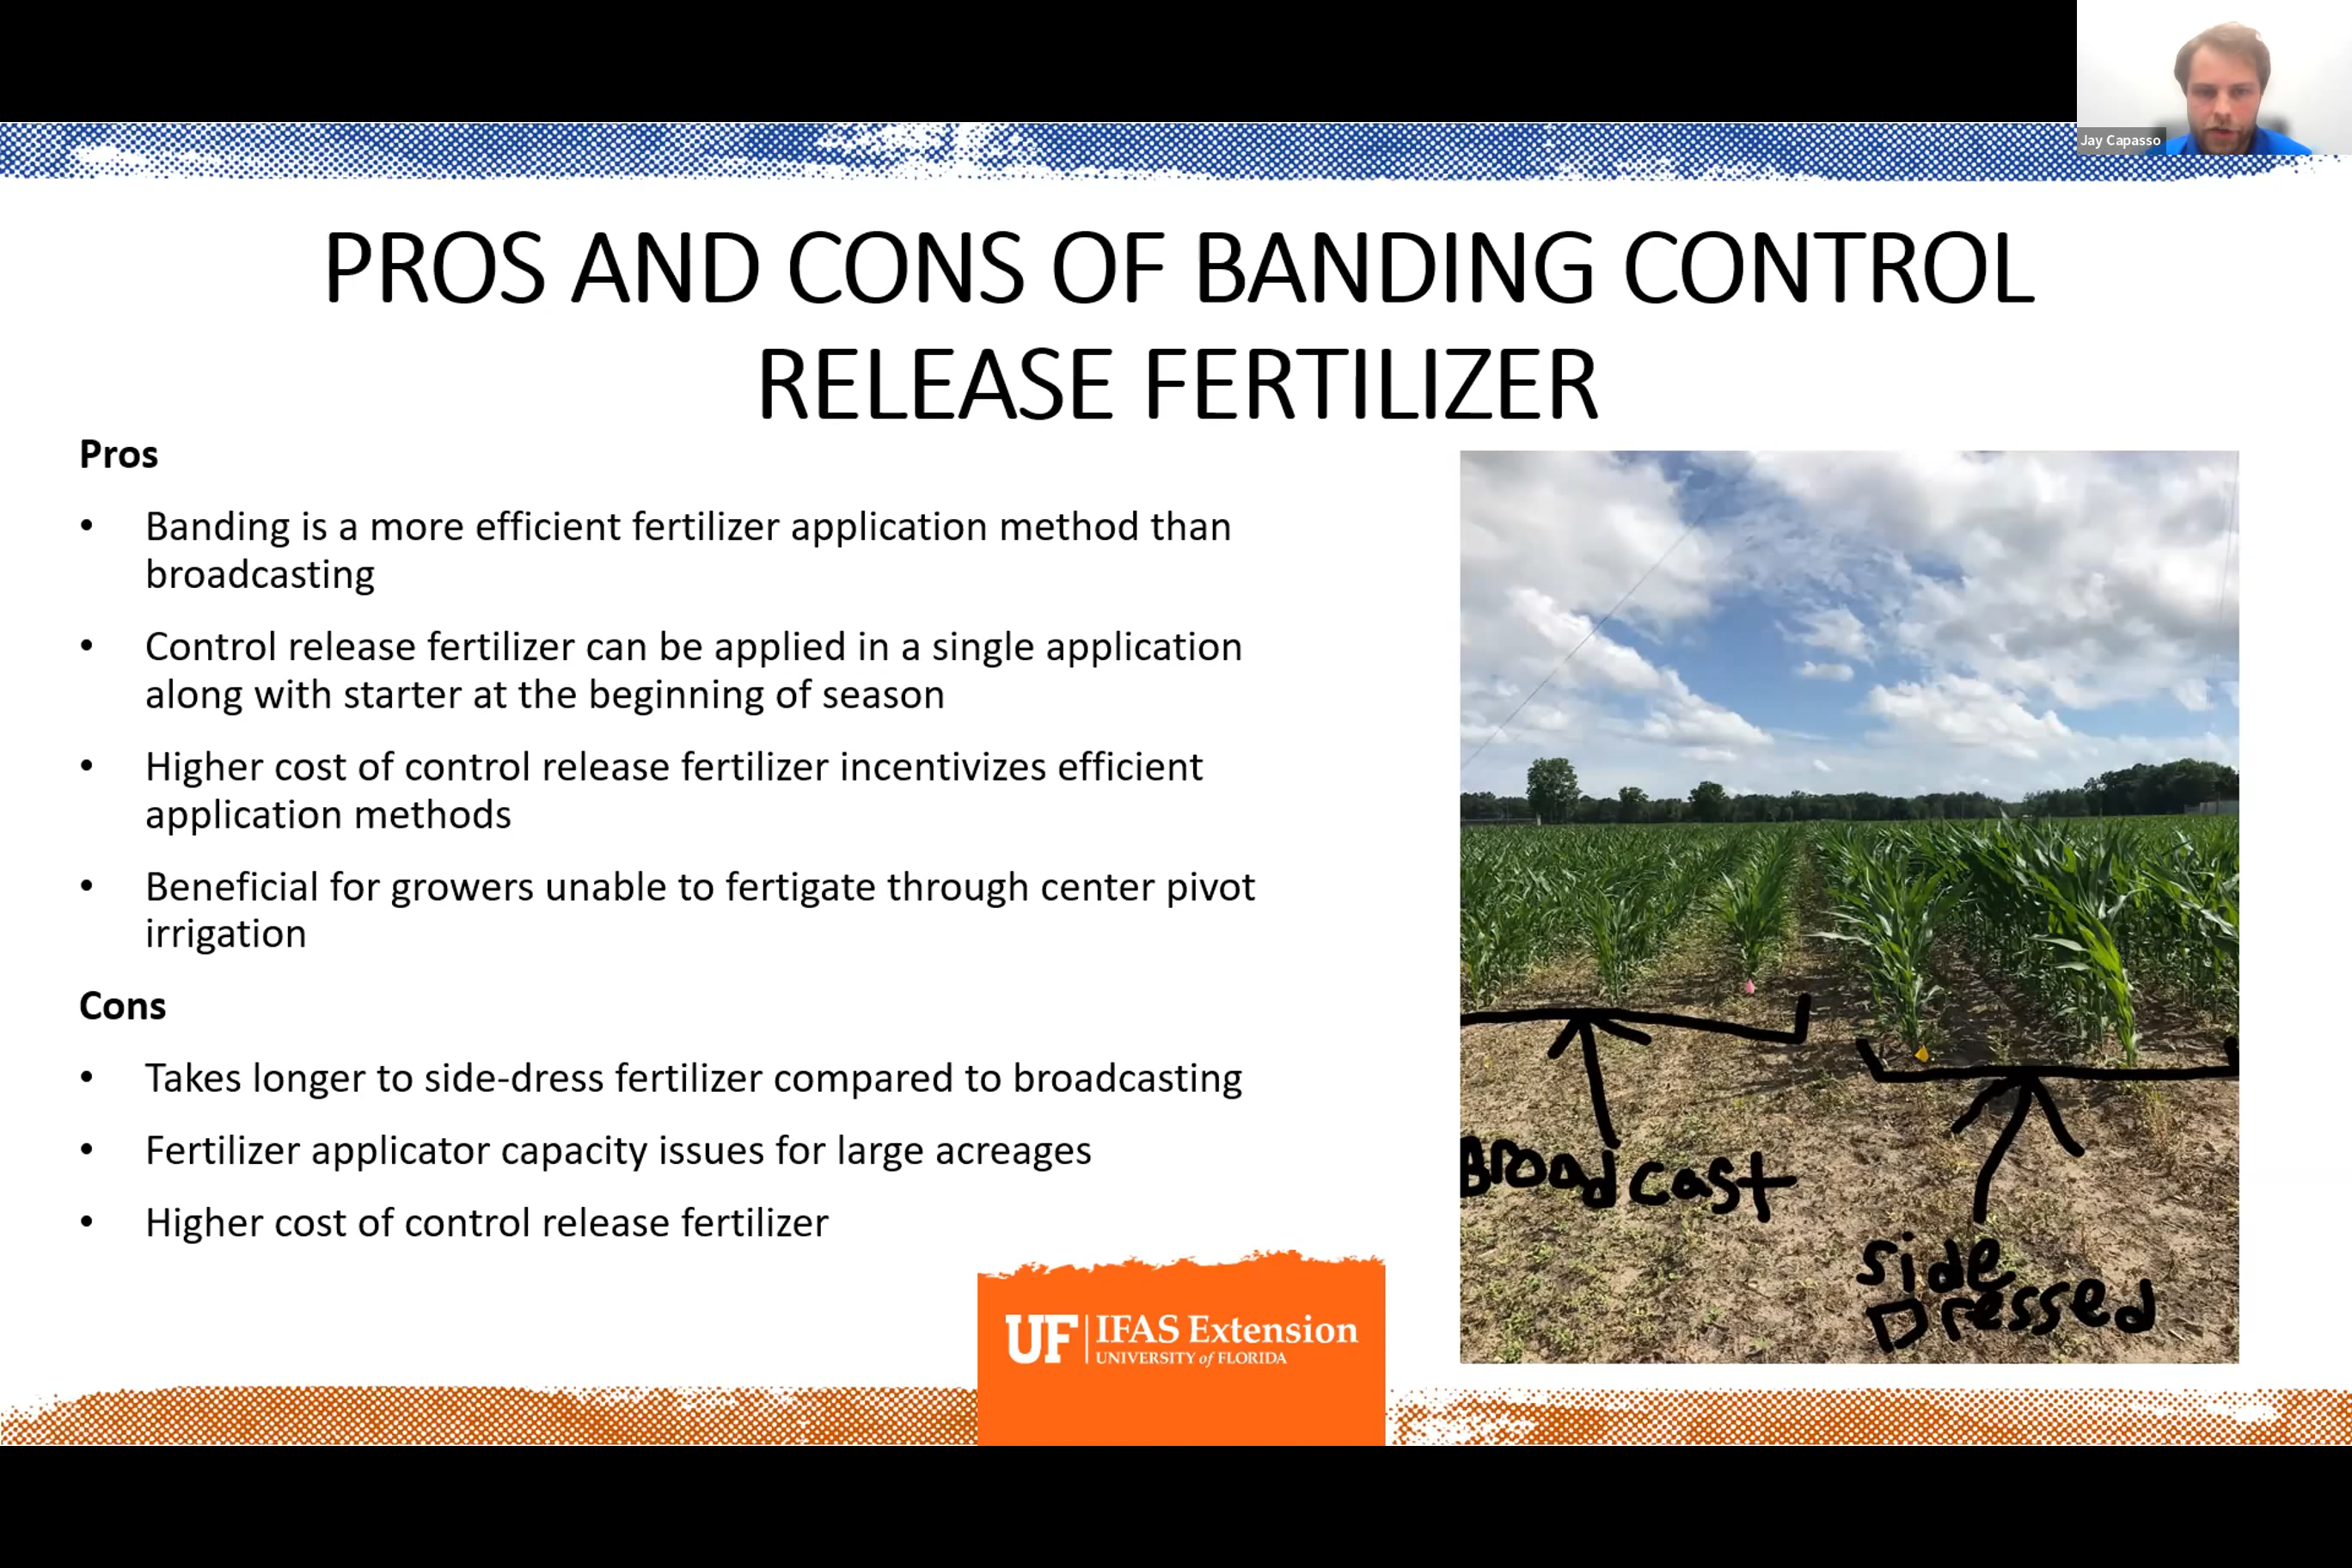 Jay Capasso
PROS AND CONS OF BANDING CONTROL
RELEASE FERTILIZER
Pros
• Banding is a more efficient fertilizer application method than
broadcasting
• Control release fertilizer can be applied in a single application
along with starter at the beginning of season
• Higher cost of control release fertilizer incentivizes efficient
application methods
• Beneficial for growers unable to fertigate through center pivot
irrigation
Cons
• Takes longer to side-dress fertilizer compared to broadcasting
• Fertilizer applicator capacity issues for large acreages
• Higher cost of control release fertilizer
Broadcast
Side
Dressed
UF | IFAS Extension
UNIVERSITY of FLORIDA